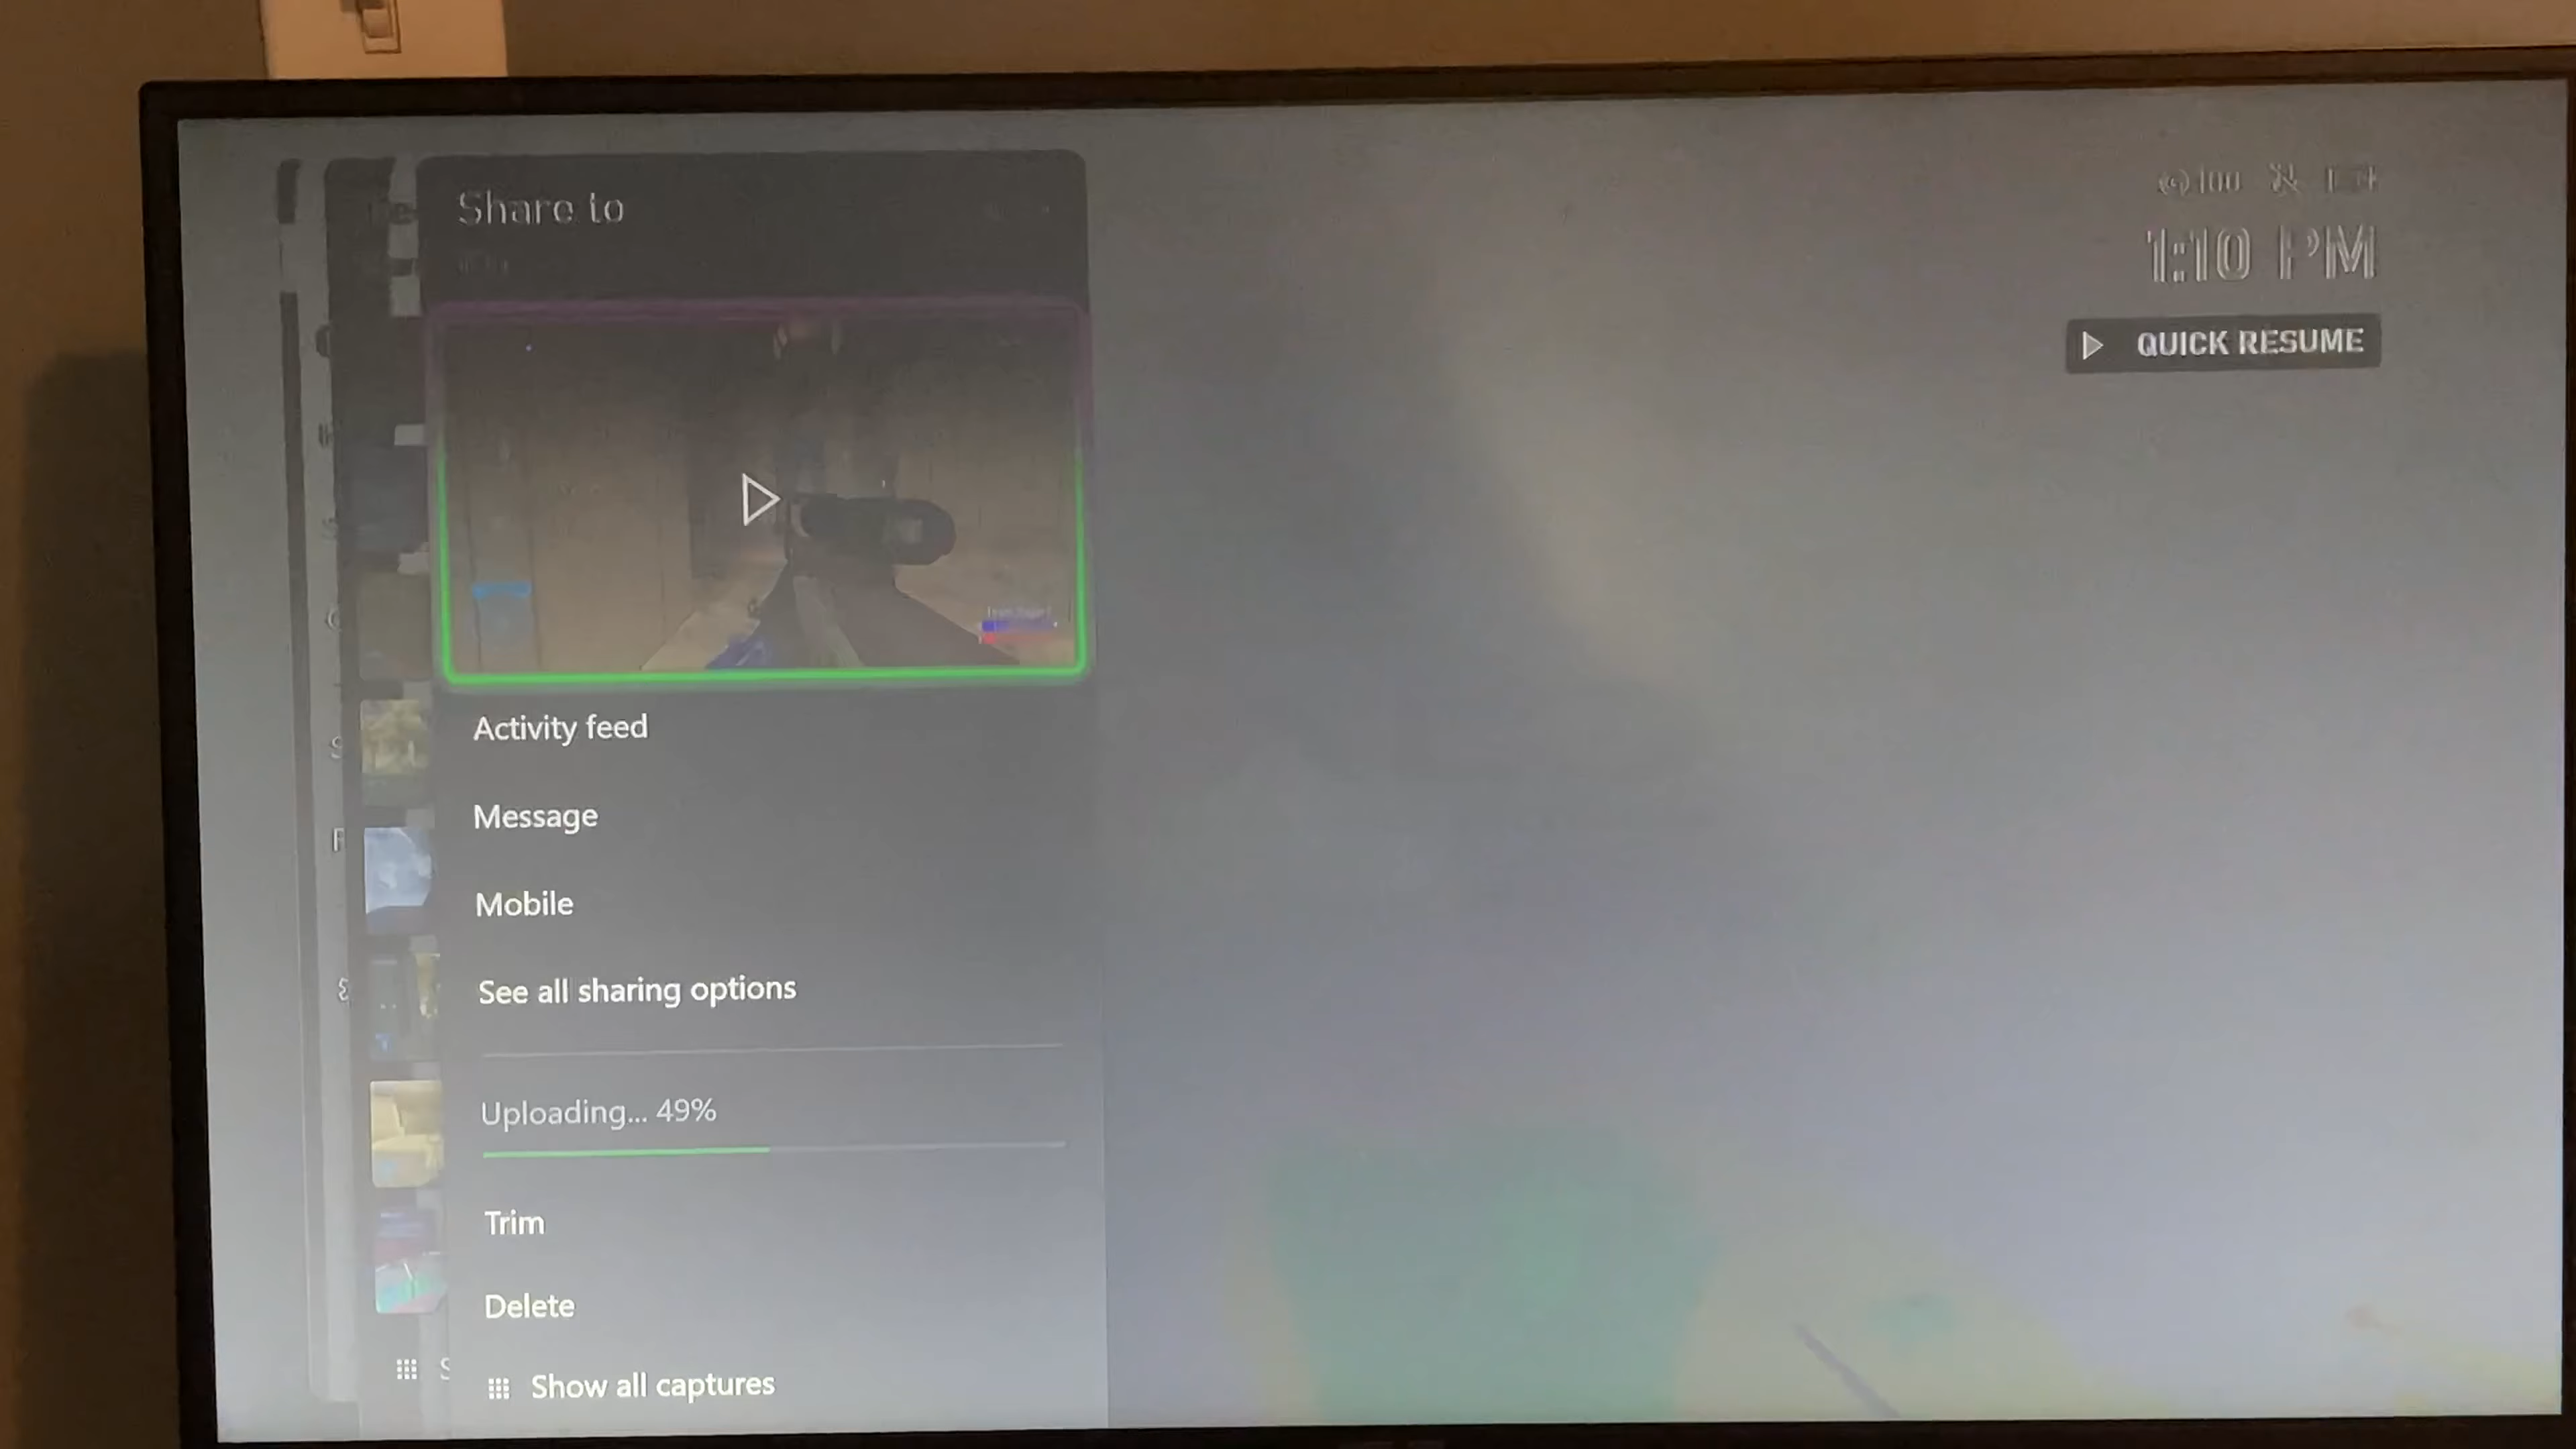 Share to
100
1:10 PM
QUICK RESUME
Activity feed
Message
Mobile
See all sharing options
Uploading... 49%
Trim
Delete
Show all captures